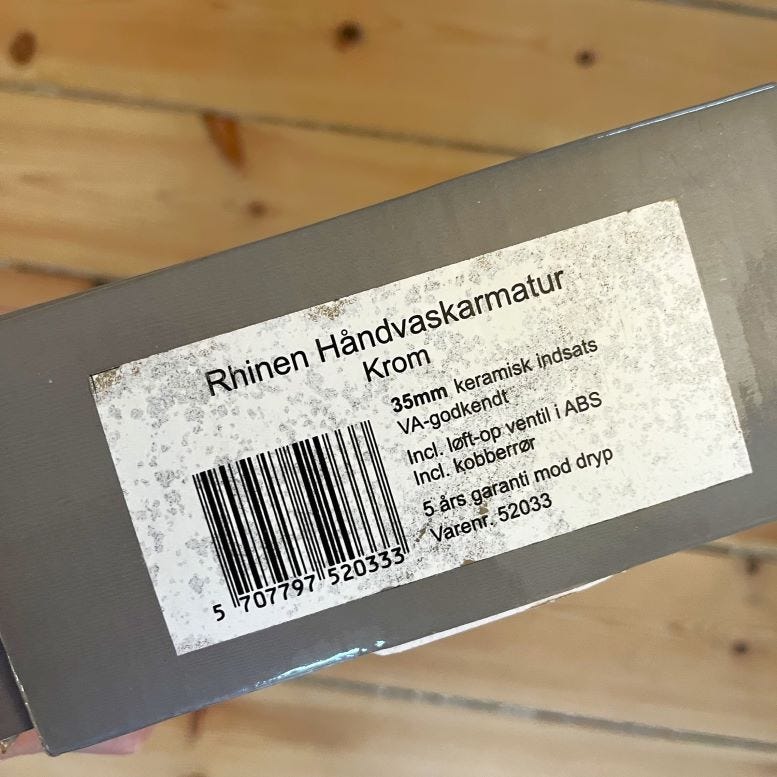 Rhinen Håndvaskarmatur
Krom
35mm keramisk indsats
VA-godkendt
Incl. løft-op ventil i ABS
Incl. kobberrør
5 års garanti mod dryp
Varenr. 52033
5 707797 520333